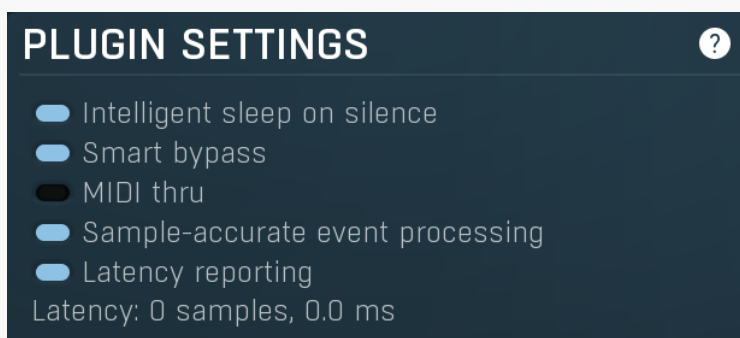 PLUGIN SETTINGS ?
Intelligent sleep on silence
Smart bypass
MIDI thru
Sample-accurate event processing
Latency reporting
Latency: 0 samples, 0.0 ms